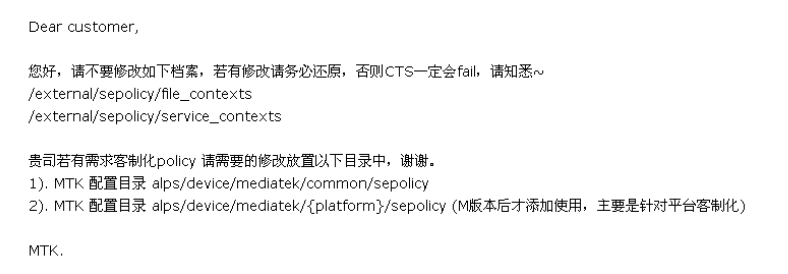 Dear customer,
您好，请不要修改如下档案，若有修改请务必还原，否则CTS一定会fail，请知悉~
/external/sepolicy/file_contexts
/external/sepolicy/service_contexts
贵司若有需求客制化policy 请需要的修改放置以下目录中，谢谢。
1). MTK 配置目录 alps/device/mediatek/common/sepolicy
2). MTK 配置目录 alps/device/mediatek/{platform}/sepolicy (M版本后才添加使用，主要是针对平台客制化)
MTK.